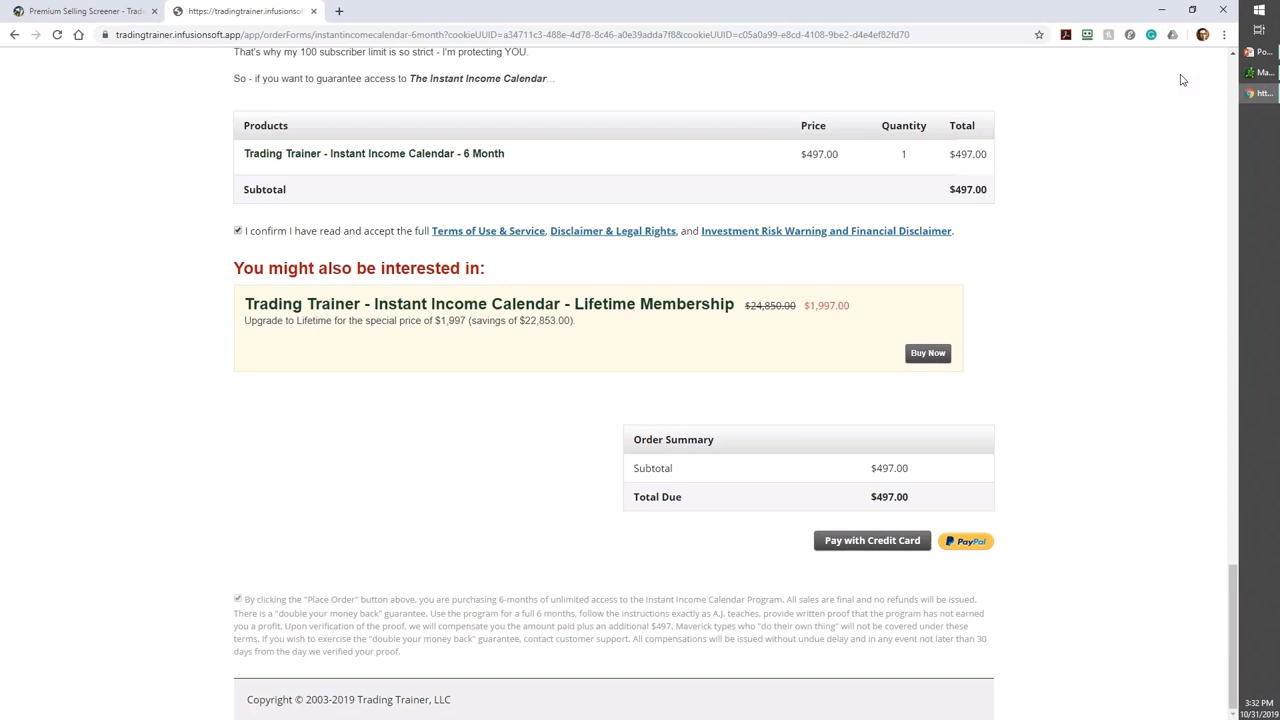 Premium Selling Screener - Trad
https://tradingtrainer.infusionsoft
tradingtrainer.infusionsoft.app/app/orderForms/instantincomecalendar-6month?cookieUUID=a34711c3-488e-4d78-8c46-a0e39adda7f8&cookieUUID=c05a0a99-e8cd-4108-9be2-d4e4ef82fd70
That's why my 100 subscriber limit is so strict - I'm protecting YOU.
So - if you want to guarantee access to The Instant Income Calendar...
Products Price Quantity Total
Trading Trainer - Instant Income Calendar - 6 Month $497.00 1 $497.00
Subtotal $497.00
I confirm I have read and accept the full Terms of Use & Service, Disclaimer & Legal Rights, and Investment Risk Warning and Financial Disclaimer.
You might also be interested in:
Trading Trainer - Instant Income Calendar - Lifetime Membership $24,850.00 $1,997.00
Upgrade to Lifetime for the special price of $1,997 (savings of $22,853.00).
Buy Now
Order Summary
Subtotal $497.00
Total Due $497.00
Pay with Credit Card PayPal
By clicking the "Place Order" button above, you are purchasing 6-months of unlimited access to the Instant Income Calendar Program. All sales are final and no refunds will be issued.
There is a "double your money back" guarantee. Use the program for a full 6 months, follow the instructions exactly as A.J. teaches, provide written proof that the program has not earned
you a profit. Upon verification of the proof, we will compensate you the amount paid plus an additional $497. Maverick types who "do their own thing" will not be covered under these
terms. If you wish to exercise the "double your money back" guarantee, contact customer support. All compensations will be issued without undue delay and in any event not later than 30
days from the day we verified your proof.
Copyright © 2003-2019 Trading Trainer, LLC
Po...
Ma...
htt...
3:32 PM
10/31/2019